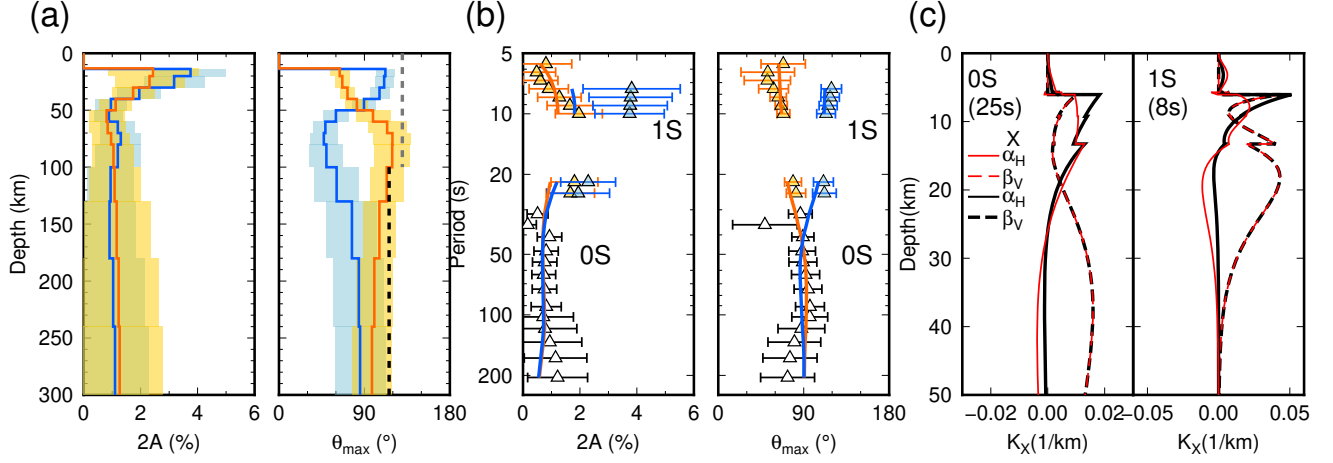 (a)
(b)
(c)
0
50
100
150
200
250
300
Depth (km)
0 2 4 6
2A (%)
0 90 180
θmax (°)
5
10
20
50
100
200
Period (s)
1S
0S
0 2 4 6
2A (%)
1S
0S
0 90 180
θmax (°)
0
10
20
30
40
50
Depth(km)
0S
(25s)
X
αH
βV
αH
βV
−0.02 0.00 0.02
KX(1/km)
1S
(8s)
−0.05 0.00 0.05
KX(1/km)